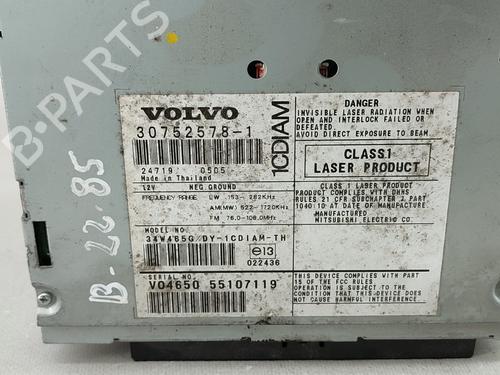 B-PARTS
VOLVO
30752578-1
24719 0505
Made in Thailand
12V NEG. GROUND
FREQUENCY RANGE LW 153- 282KHz
AM(MW) 522-1720KHz
FM 76.0-108.0MHz
MODEL NO.
34W465G/DY-1CDIAM-TH
e13
022436
SERIAL NO.
V04650 55107119
1CDIAM
DANGER
INVISIBLE LASER RADIATION WHEN
OPEN AND INTERLOCK FAILED OR
DEFEATED.
AVOID DIRECT EXPOSURE TO BEAM.
CLASS 1
LASER PRODUCT
CLASS 1 LASER PRODUCT
PRODUCT COMPLIES WITH DHHS
RULES 21 CFR SUBCHAPTER J PART
1040.10 AT DATE OF MANUFACTURE.
MANUFACTURED
MITSUBISHI ELECTRIC CO.
THIS DEVICE COMPLIES WITH PART
15 OF THE FCC RULES
OPERATION IS SUBJECT TO THE
CONDITION THAT THIS DEVICE DOES
NOT CAUSE HARMFUL INTERFERENCE
B-2285